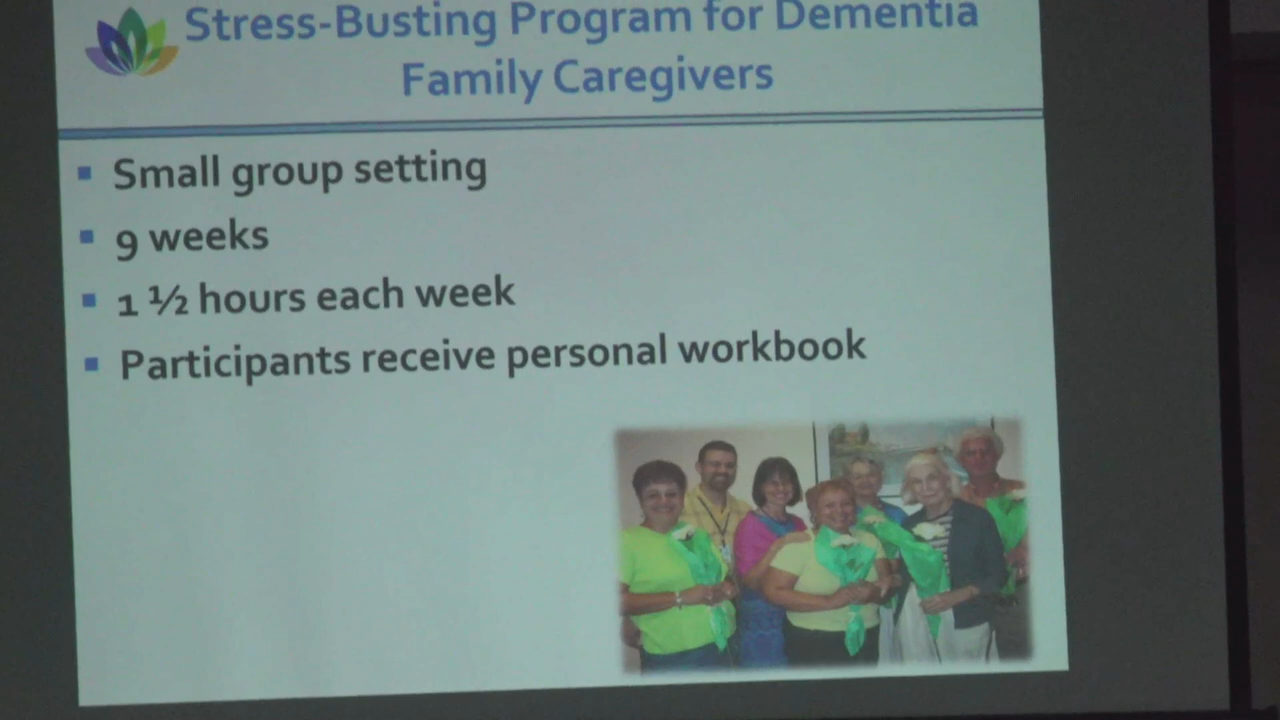 Stress-Busting Program for Dementia
Family Caregivers
Small group setting
9 weeks
1 ½ hours each week
Participants receive personal workbook